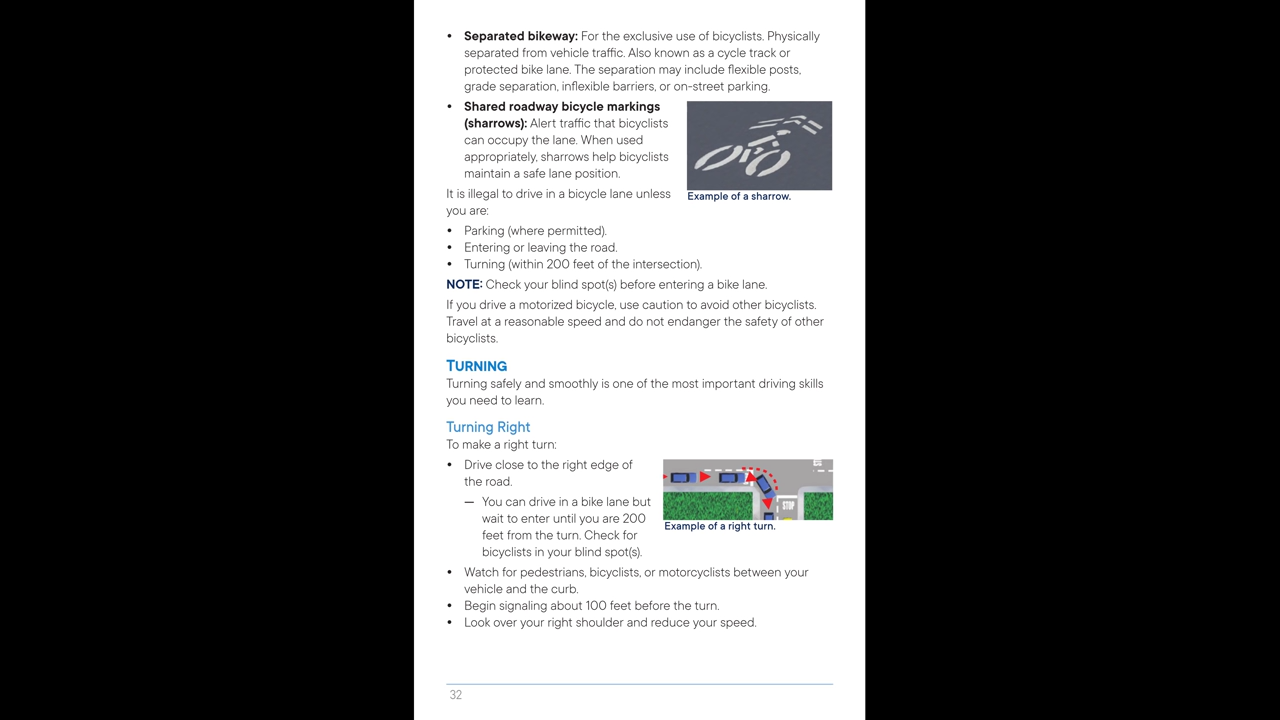 • Separated bikeway: For the exclusive use of bicyclists. Physically
separated from vehicle traffic. Also known as a cycle track or
protected bike lane. The separation may include flexible posts,
grade separation, inflexible barriers, or on-street parking.
• Shared roadway bicycle markings
(sharrows): Alert traffic that bicyclists
can occupy the lane. When used
appropriately, sharrows help bicyclists
maintain a safe lane position.
Example of a sharrow.
It is illegal to drive in a bicycle lane unless
you are:
• Parking (where permitted).
• Entering or leaving the road.
• Turning (within 200 feet of the intersection).
NOTE: Check your blind spot(s) before entering a bike lane.
If you drive a motorized bicycle, use caution to avoid other bicyclists.
Travel at a reasonable speed and do not endanger the safety of other
bicyclists.
TURNING
Turning safely and smoothly is one of the most important driving skills
you need to learn.
Turning Right
To make a right turn:
• Drive close to the right edge of
the road.
— You can drive in a bike lane but
wait to enter until you are 200
feet from the turn. Check for
bicyclists in your blind spot(s).
STOP
Example of a right turn.
• Watch for pedestrians, bicyclists, or motorcyclists between your
vehicle and the curb.
• Begin signaling about 100 feet before the turn.
• Look over your right shoulder and reduce your speed.
32